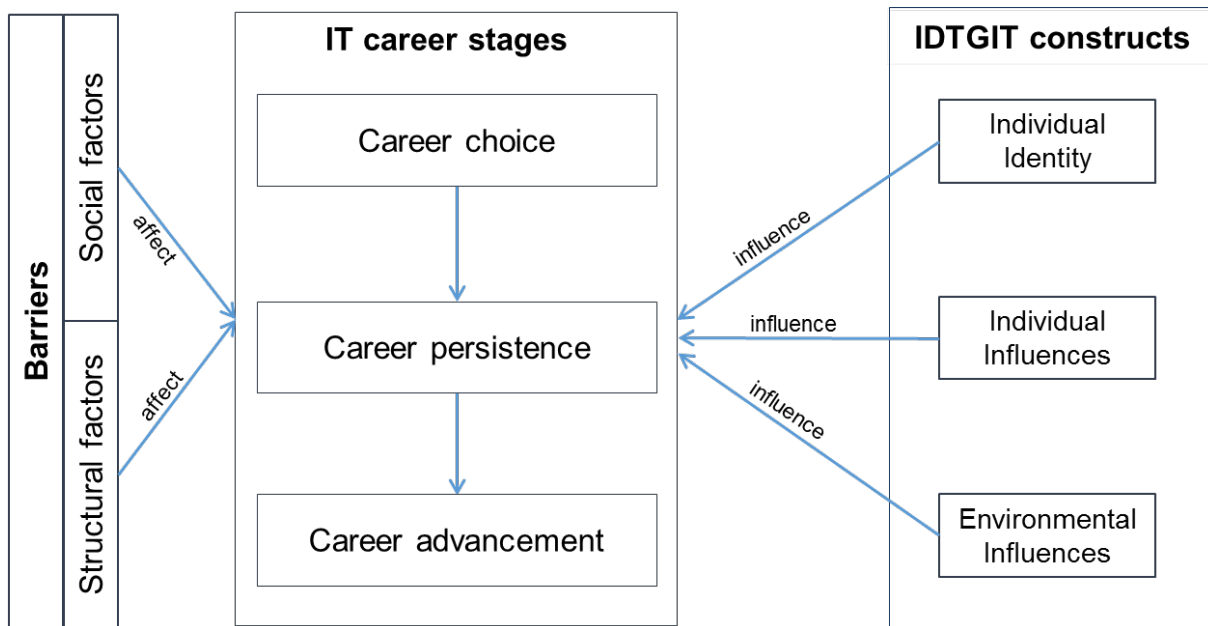 Barriers
Social factors
Structural factors
affect
affect
IT career stages
Career choice
Career persistence
Career advancement
influence
influence
influence
IDTGIT constructs
Individual
Identity
Individual
Influences
Environmental
Influences